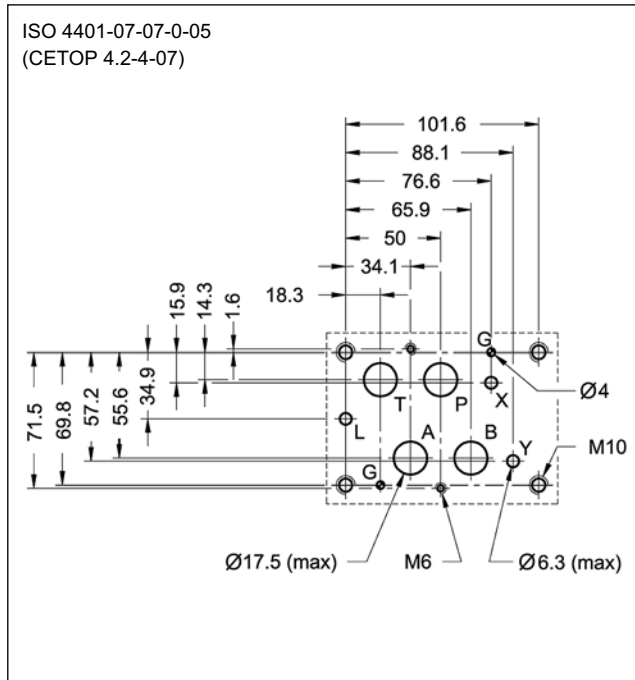 ISO 4401-07-07-0-05
(CETOP 4.2-4-07)
101.6
88.1
76.6
65.9
50
34.1
18.3
15.9
14.3
1.6
G
Ø4
T
P
X
71.5
69.8
57.2
55.6
34.9
L
A
B
Y
M10
G
Ø17.5 (max)
M6
Ø6.3 (max)